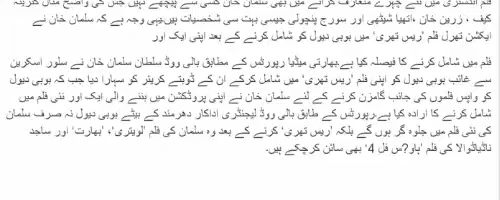 فلم انڈسٹری میں نئے چہرے متعارف کرانے میں بھی سلمان خان کسی سے پیچھے نہیں جس کی واضح مثال کترینہ
کیف ، زرین خان ،اتھیا شیٹھی اور سورج پنچولی جیسی بہت سی شخصیات ہیں،یہی وجہ ہے کہ سلمان خان نے
ایکشن تھرل فلم ’ریس تھری‘ میں بوبی دیول کو شامل کرنے کے بعد اپنی ایک اور
فلم میں شامل کرنے کا فیصلہ کیا ہے.بھارتی میڈیا رپورٹس کے مطابق بالی ووڈ سلطان سلمان خان نے سلور اسکرین
سے غائب بوبی دیول کو اپنی فلم ’ریس تھری‘ میں شامل کرکے ان کے ڈوبتے کریئر کو سہارا دیا جب کہ بوبی دیول
کو واپس فلموں کی جانب گامزن کرنے کے لئے سلمان خان نے اپنی پروڈکشن میں بننے والی ایک اور نئی فلم میں
شامل کرنے کا ارادہ کیا ہے.رپورٹس کے مطابق بالی ووڈ لیجنڈری اداکار دھرمند کے بیٹے بوبی دیول نہ صرف سلمان
کی نئی فلم میں جلوہ گر ہوں گے بلکہ ’ریس تھری‘ کرنے کے بعد وہ سلمان کی فلم ’لویتری‘، ’بھارت‘ اور ساجد
ناڈیاڈوالا کی فلم ’ہاو?س فل 4‘ بھی سائن کرچکے ہیں.